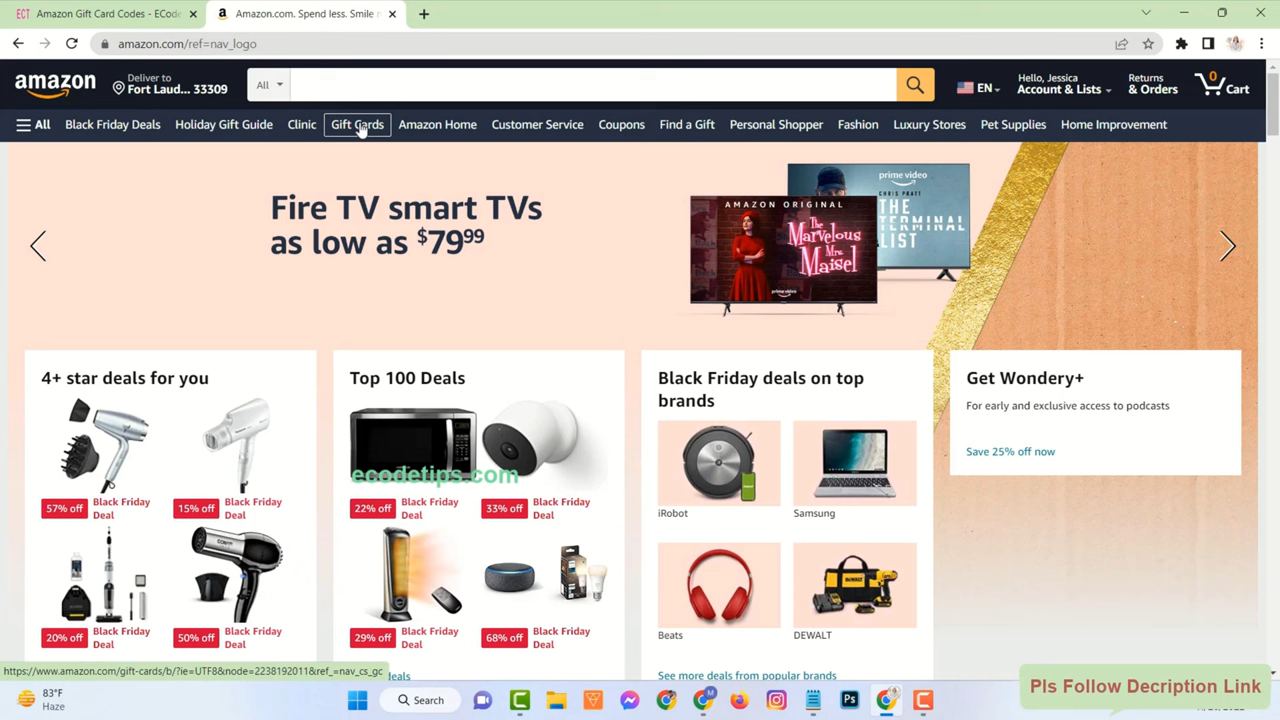 ECT Amazon Gift Card Codes - ECode
Amazon.com. Spend less. Smile
amazon.com/ref=nav_logo
amazon
Deliver to
Fort Laud... 33309
All
EN
Hello, Jessica
Account & Lists
Returns
& Orders
0
Cart
All Black Friday Deals Holiday Gift Guide Clinic Gift Cards Amazon Home Customer Service Coupons Find a Gift Personal Shopper Fashion Luxury Stores Pet Supplies Home Improvement
Fire TV smart TVs
as low as $7999
prime video
CHRIS PRATT
THE
TERMINAL
LIST
AMAZON ORIGINAL
The
Marvelous
Mrs.
Maisel
prime video
4+ star deals for you
57% off Black Friday
Deal
15% off Black Friday
Deal
20% off Black Friday
Deal
50% off Black Friday
Deal
Top 100 Deals
ecodetips.com
22% off Black Friday
Deal
33% off Black Friday
Deal
29% off Black Friday
Deal
68% off Black Friday
Deal
Black Friday deals on top
brands
iRobot
Samsung
Beats
DEWALT
See more deals from popular brands
Get Wondery+
For early and exclusive access to podcasts
Save 25% off now
https://www.amazon.com/gift-cards/b/?ie=UTF8&node=2238192011&ref_=nav_cs_gc
deals
83°F
Haze
Search
Pls Follow Decription Link